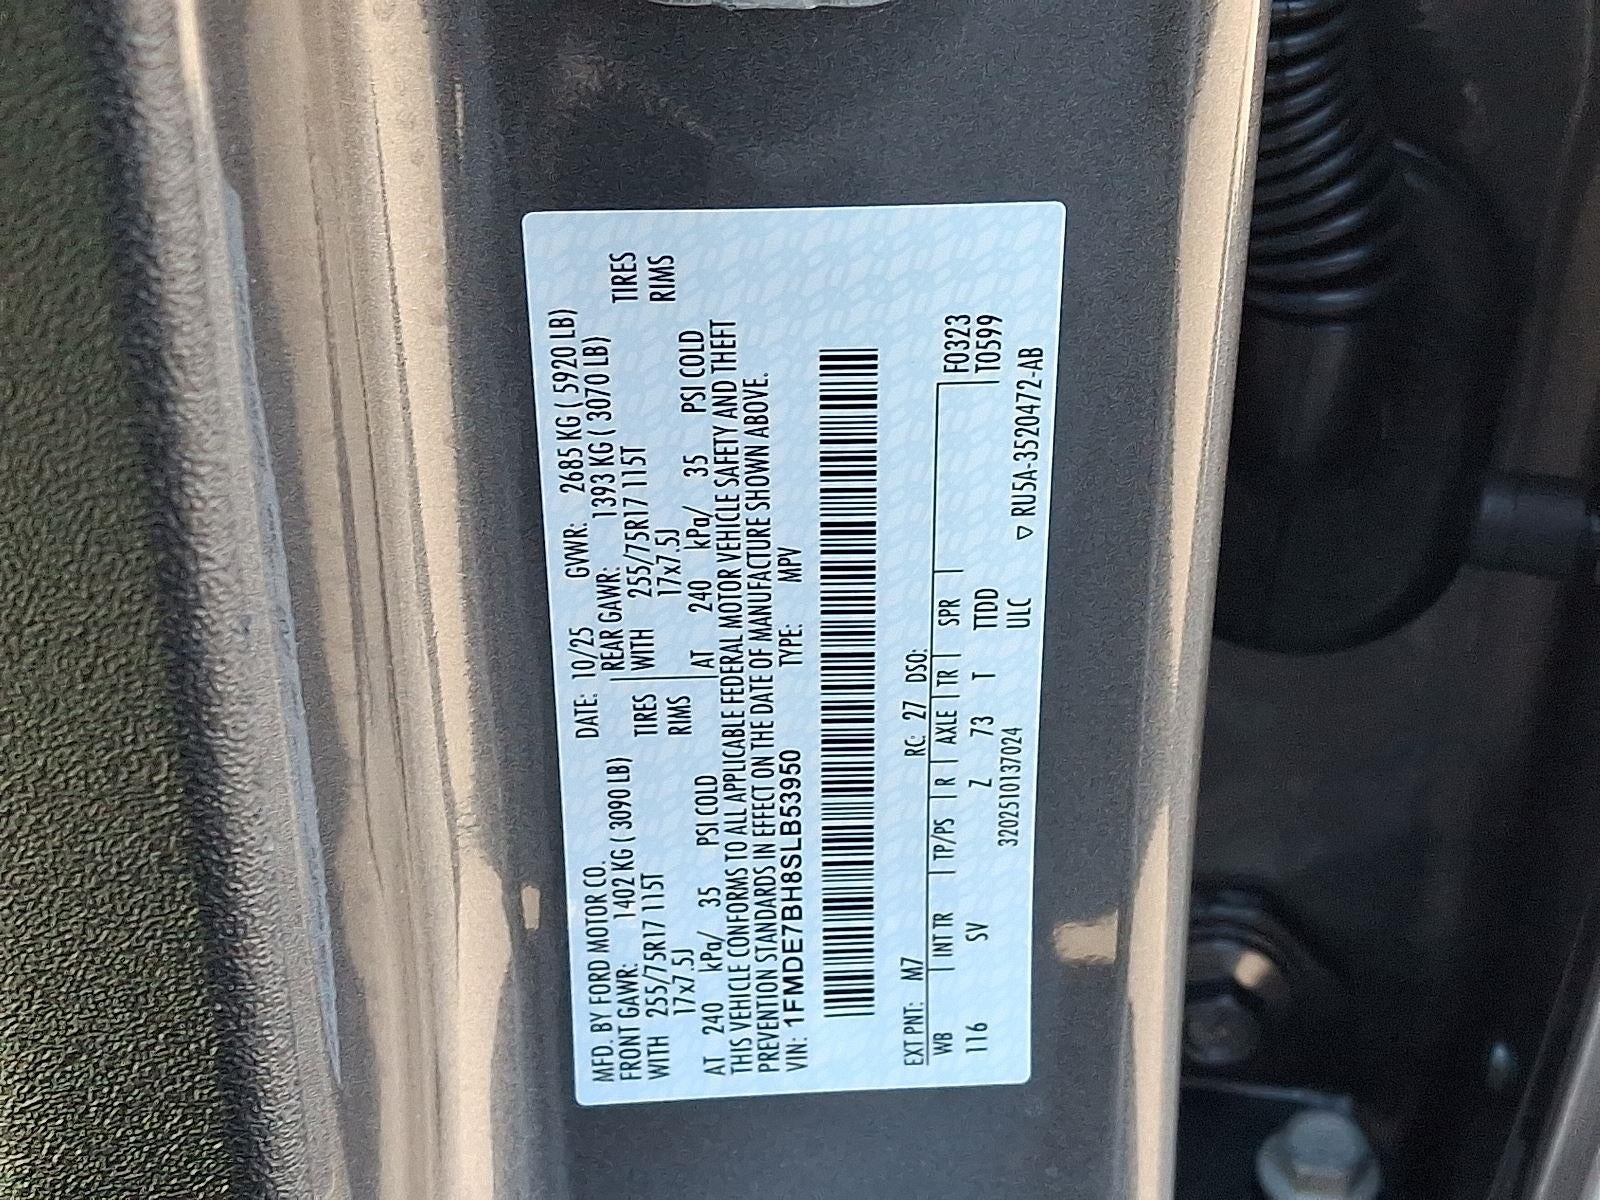 MFD. BY FORD MOTOR CO. DATE: 10/25 GVWR: 2685 KG ( 5920 LB)
FRONT GAWR: 1402 KG ( 3090 LB) REAR GAWR: 1393 KG ( 3070 LB)
WITH 255/75R17 115T TIRES WITH 255/75R17 115T TIRES
17x7.5J RIMS 17x7.5J RIMS
AT 240 kPa/ 35 PSI COLD AT 240 kPa/ 35 PSI COLD
THIS VEHICLE CONFORMS TO ALL APPLICABLE FEDERAL MOTOR VEHICLE SAFETY AND THEFT
PREVENTION STANDARDS IN EFFECT ON THE DATE OF MANUFACTURE SHOWN ABOVE.
VIN: 1FMDE7BH8SLB53950 TYPE: MPV
EXT PNT: M7 RC: 27 DSO:
WB INT TR TP/PS R AXLE TR SPR F0323
116 SV Z 73 T TTDD T0599
320251013 7024 ULC ▽ RU5A-3520472-AB